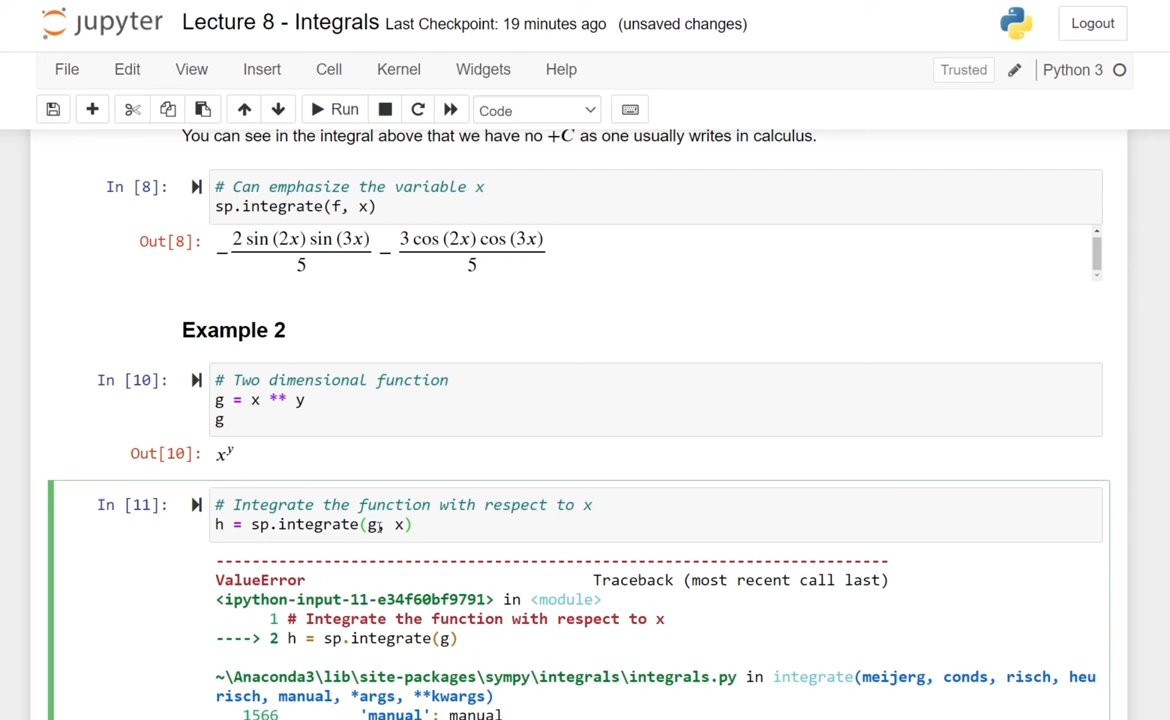 jupyter Lecture 8 - Integrals Last Checkpoint: 19 minutes ago (unsaved changes) Logout
File Edit View Insert Cell Kernel Widgets Help Trusted Python 3
Run Code
You can see in the integral above that we have no +C as one usually writes in calculus.
In [8]: # Can emphasize the variable x
sp.integrate(f, x)
Out[8]: − 2 sin (2x) sin (3x) / 5 − 3 cos (2x) cos (3x) / 5
Example 2
In [10]: # Two dimensional function
g = x ** y
g
Out[10]: x^y
In [11]: # Integrate the function with respect to x
h = sp.integrate(g, x)
---------------------------------------------------------------------------
ValueError Traceback (most recent call last)
<ipython-input-11-e34f60bf9791> in <module>
1 # Integrate the function with respect to x
----> 2 h = sp.integrate(g)
~\Anaconda3\lib\site-packages\sympy\integrals\integrals.py in integrate(meijerg, conds, risch, heu
risch, manual, *args, **kwargs)
1566 'manual': manual